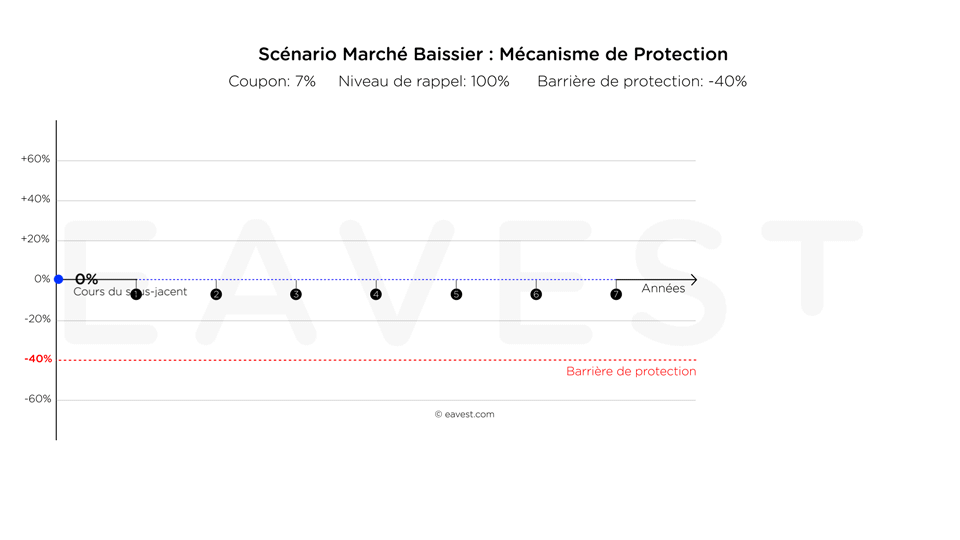 Scénario Marché Baissier : Mécanisme de Protection
Coupon: 7% Niveau de rappel: 100% Barrière de protection: -40%
+60%
+40%
+20%
EAVEST
0%
0%
Cours du sous-jacent
1 2 3 4 5 6 7
Années
-20%
-40%
Barrière de protection
-60%
© eavest.com